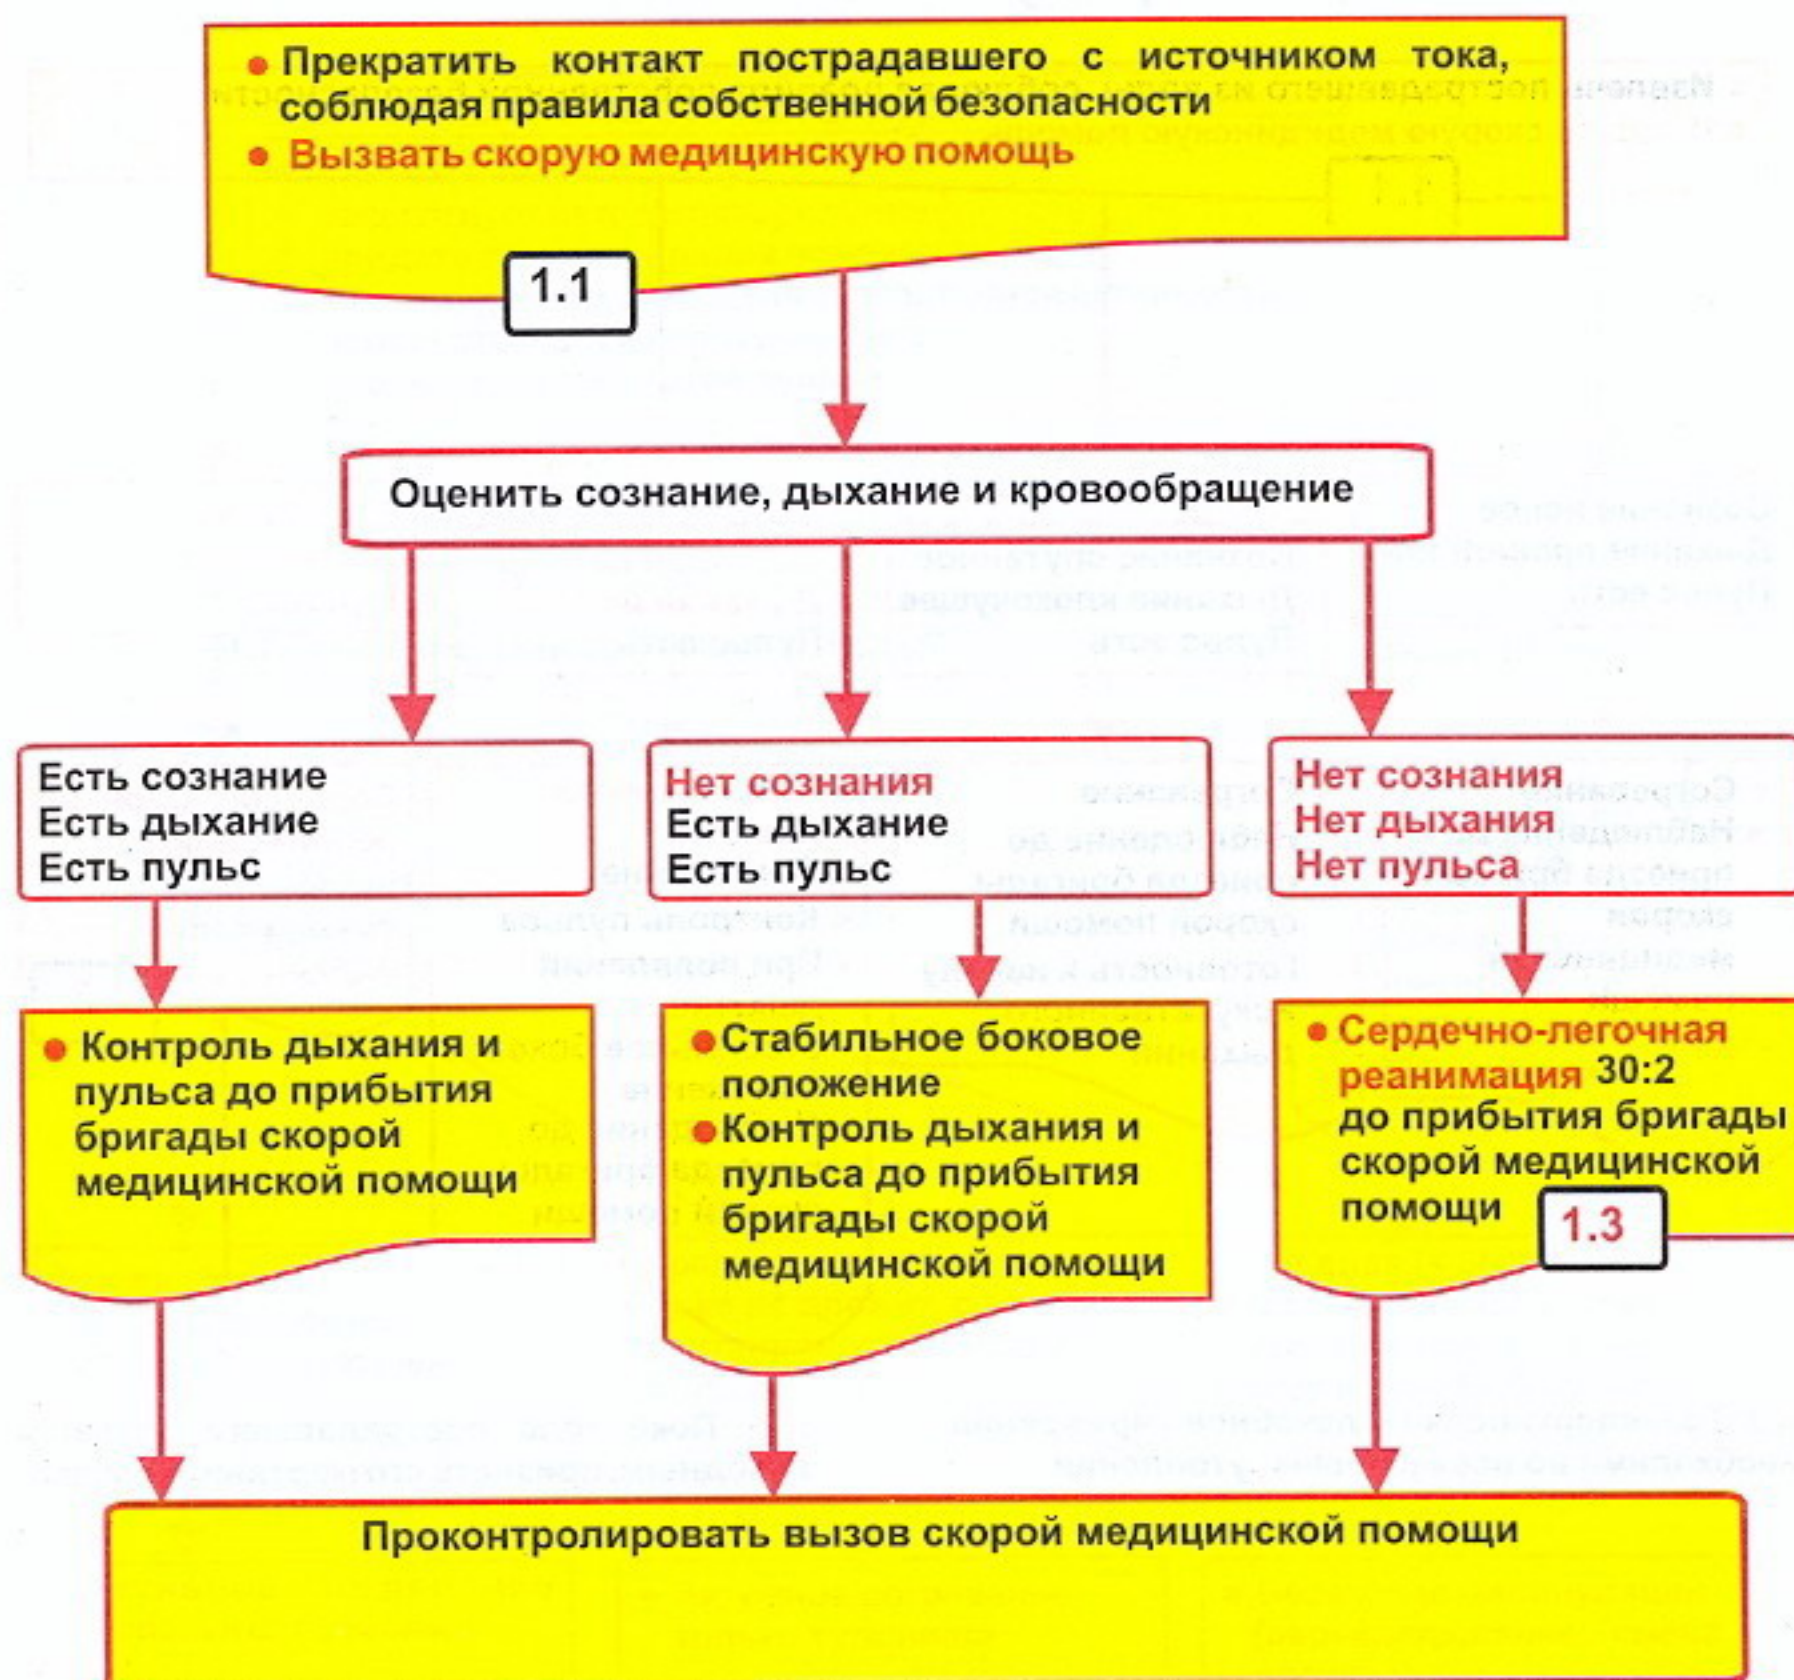 • Прекратить контакт пострадавшего с источником тока,
соблюдая правила собственной безопасности
• Вызвать скорую медицинскую помощь
1.1
Оценить сознание, дыхание и кровообращение
Есть сознание
Есть дыхание
Есть пульс
Нет сознания
Есть дыхание
Есть пульс
Нет сознания
Нет дыхания
Нет пульса
• Контроль дыхания и
пульса до прибытия
бригады скорой
медицинской помощи
• Стабильное боковое
положение
• Контроль дыхания и
пульса до прибытия
бригады скорой
медицинской помощи
• Сердечно-легочная
реанимация 30:2
до прибытия бригады
скорой медицинской
помощи
1.3
Проконтролировать вызов скорой медицинской помощи